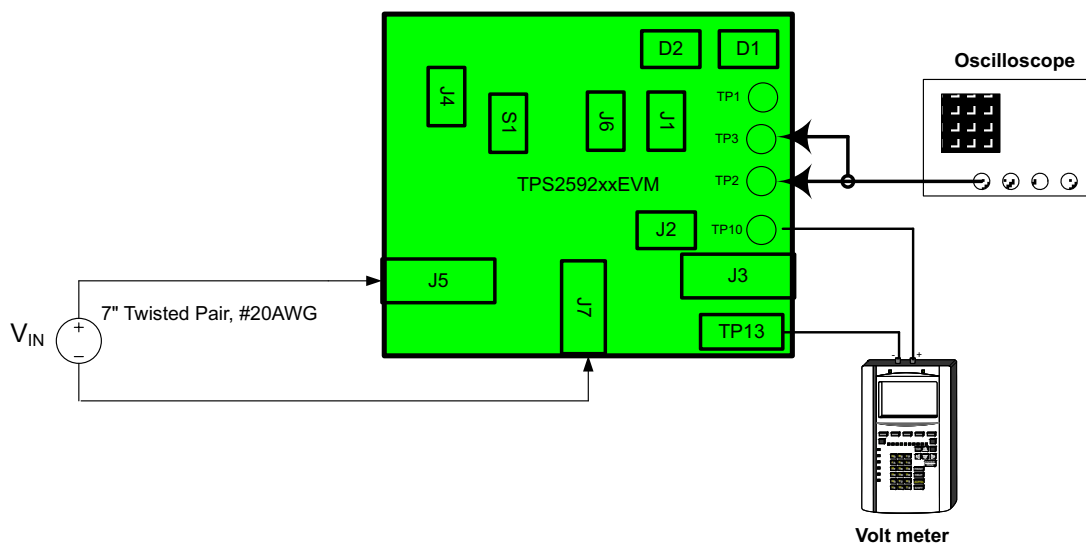 D2
D1
Oscilloscope
J4
S1
J6
J1
TP1
TP3
TPS2592xxEVM
TP2
J2
TP10
J5
J7
J3
7" Twisted Pair, #20AWG
VIN
+
–
TP13
- +
Volt meter